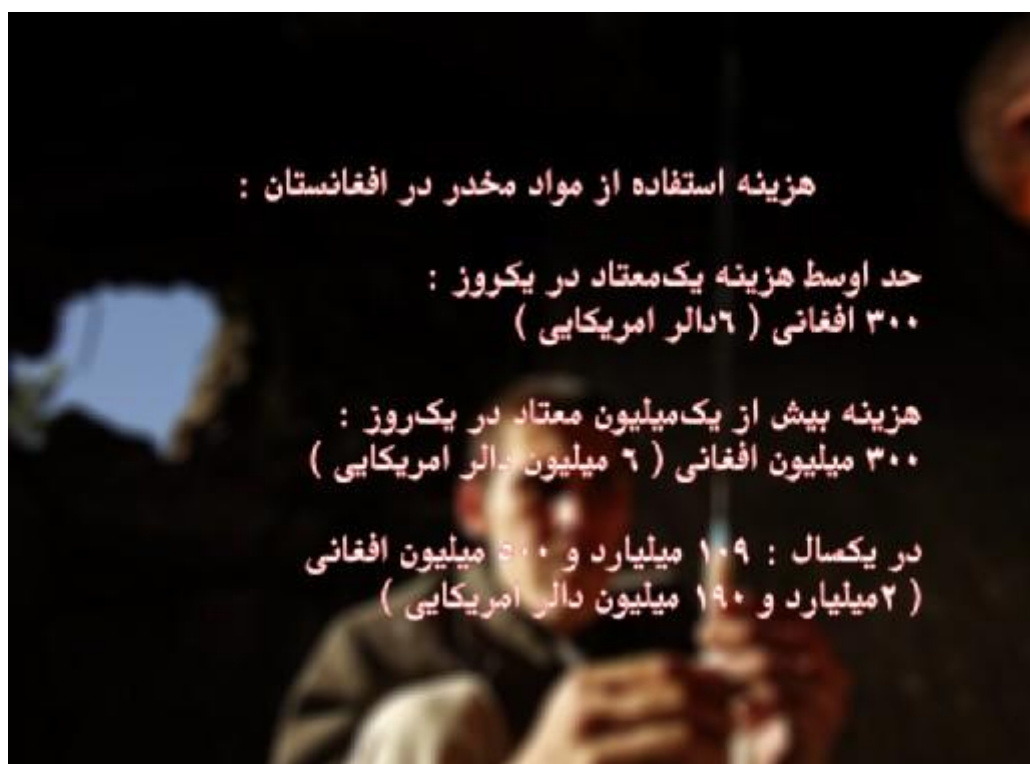 هزینه استفاده از مواد مخدر در افغانستان :
حد اوسط هزینه یک‌معتاد در یکروز :
۳۰۰ افغانی ( ٦دالر امریکایی )
هزینه بیش از یک‌میلیون معتاد در یک‌روز :
۳۰۰ میلیون افغانی ( ٦ میلیون دالر امریکایی )
در یکسال : ۱۰۹ میلیارد و ۵۰۰ میلیون افغانی
( ۲میلیارد و ۱۹۰ میلیون دالر امریکایی )